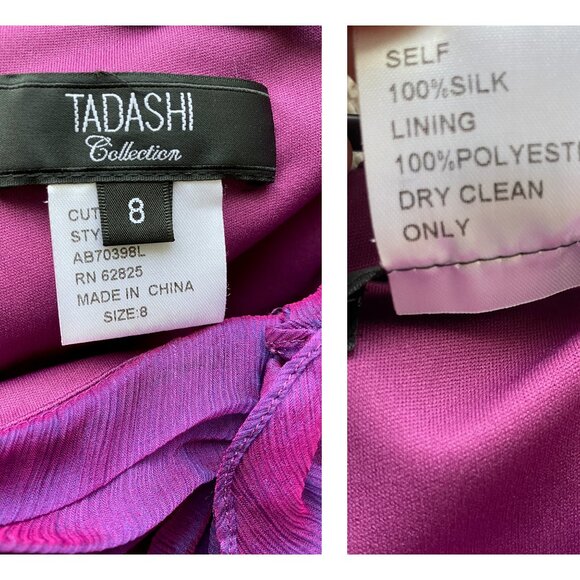 TADASHI
Collection
8
CUT
STY
AB70398L
RN 62825
MADE IN CHINA
SIZE:8
SELF
100%SILK
LINING
100%POLYEST
DRY CLEAN
ONLY